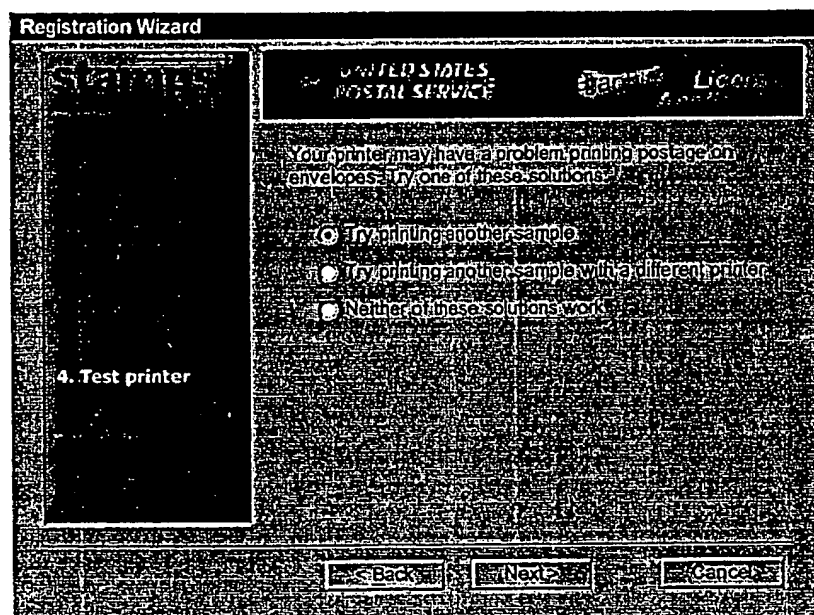 Registration Wizard
UNITED STATES
POSTAL SERVICE
Your printer may have a problem printing postage on
envelopes. Try one of these solutions.
Try printing another sample
Try printing another sample with a different printer
Neither of these solutions work
4. Test printer
< Back
Next>
Cancel